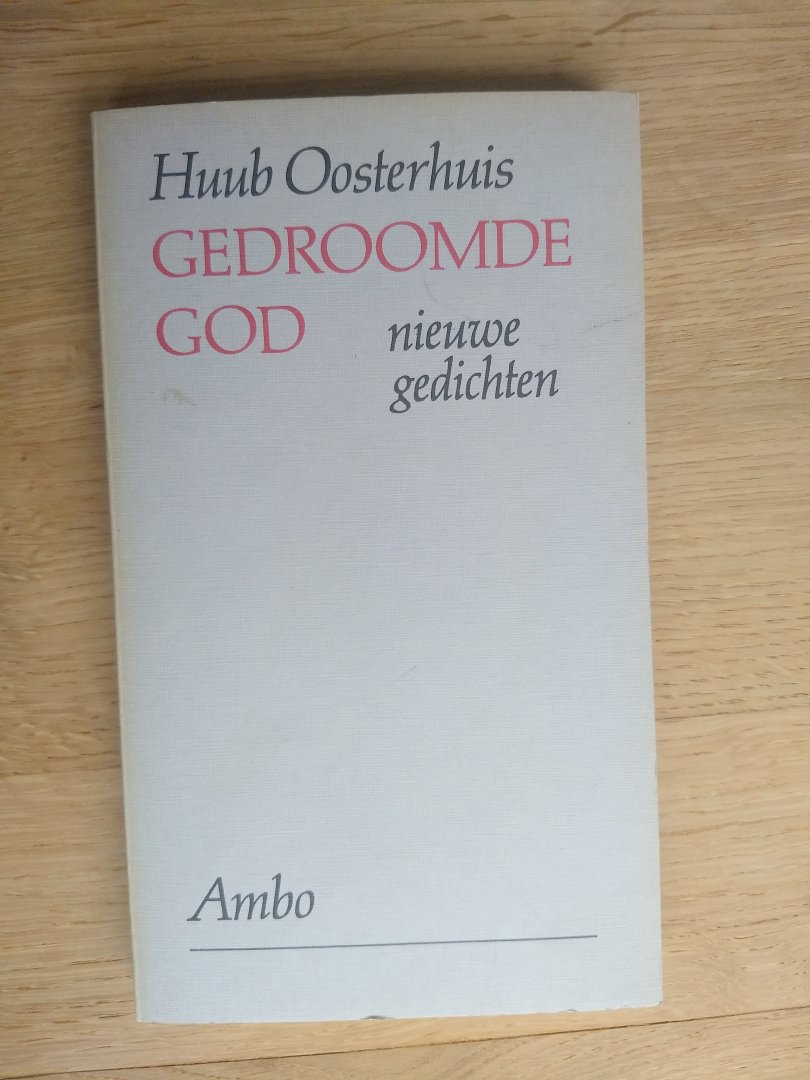 Huub Oosterhuis
GEDROOMDE
GOD
nieuwe
gedichten
Ambo